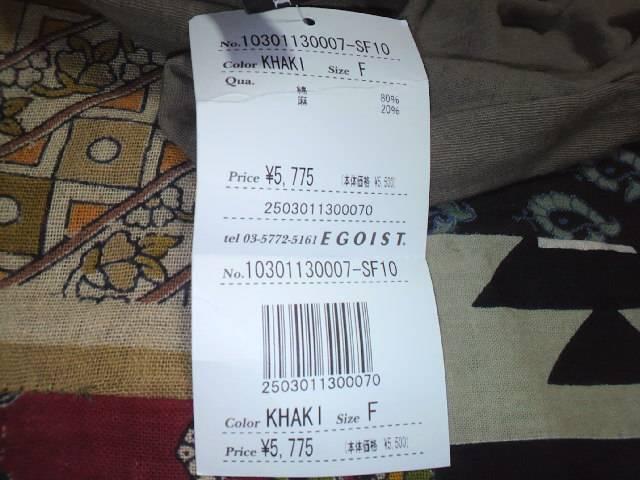 No. 10301130007-SF10
Color KHAKI Size F
Qua.
綿 80%
麻 20%
Price ¥5,775 (本体価格 ¥5,500)
2503011300070
tel 03-5772-5161 EGOIST.
No. 10301130007-SF10
2503011300070
Color KHAKI Size F
Price ¥5,775 (本体価格 ¥5,500)